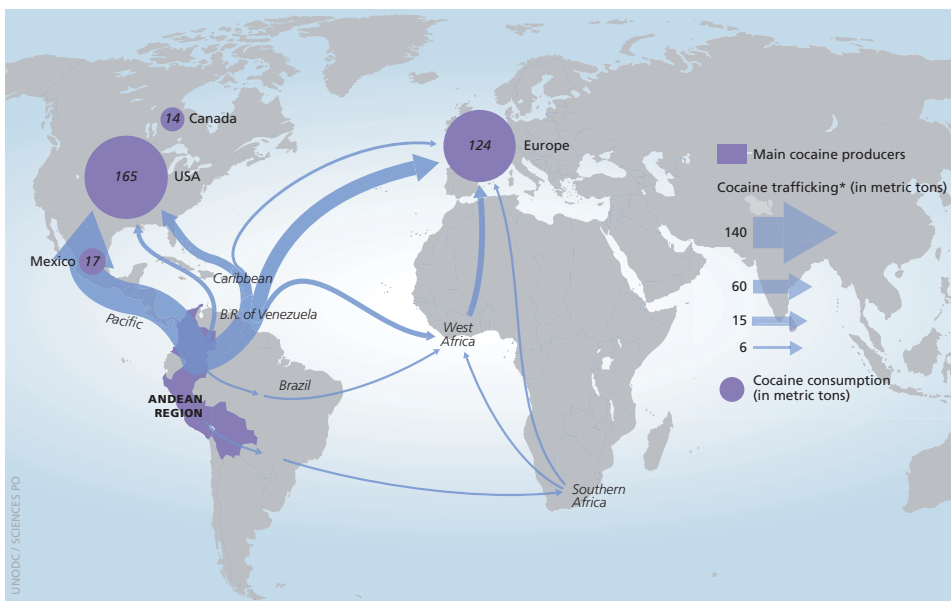 14 Canada
165 USA
124 Europe
Mexico 17
Caribbean
Pacific
B.R. of Venezuela
West
Africa
Brazil
ANDEAN
REGION
Southern
Africa
Main cocaine producers
Cocaine trafficking* (in metric tons)
140
60
15
6
Cocaine consumption
(in metric tons)
UNODC / SCIENCES PO